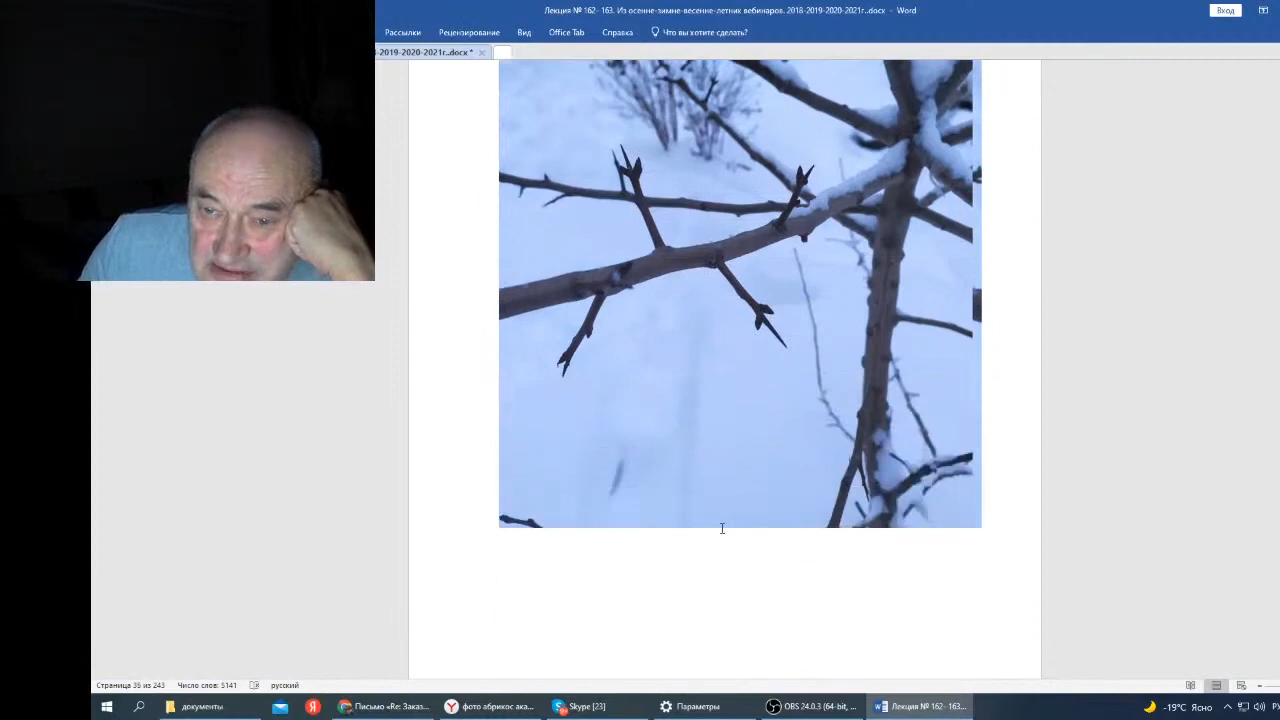 Лекция № 162- 163. Из осенне-зимне-весенне-летних вебинаров. 2018-2019-2020-2021г..docx - Word
Вход
Рассылки Рецензирование Вид Office Tab Справка Что вы хотите сделать?
-2019-2020-2021г..docx *
Страница 35 из 243 Число слов: 5141 русский
документы Письмо «Re: Заказ... фото абрикос ака... Skype [23] Параметры OBS 24.0.3 (64-bit, ... Лекция № 162- 163... -19°C Ясно